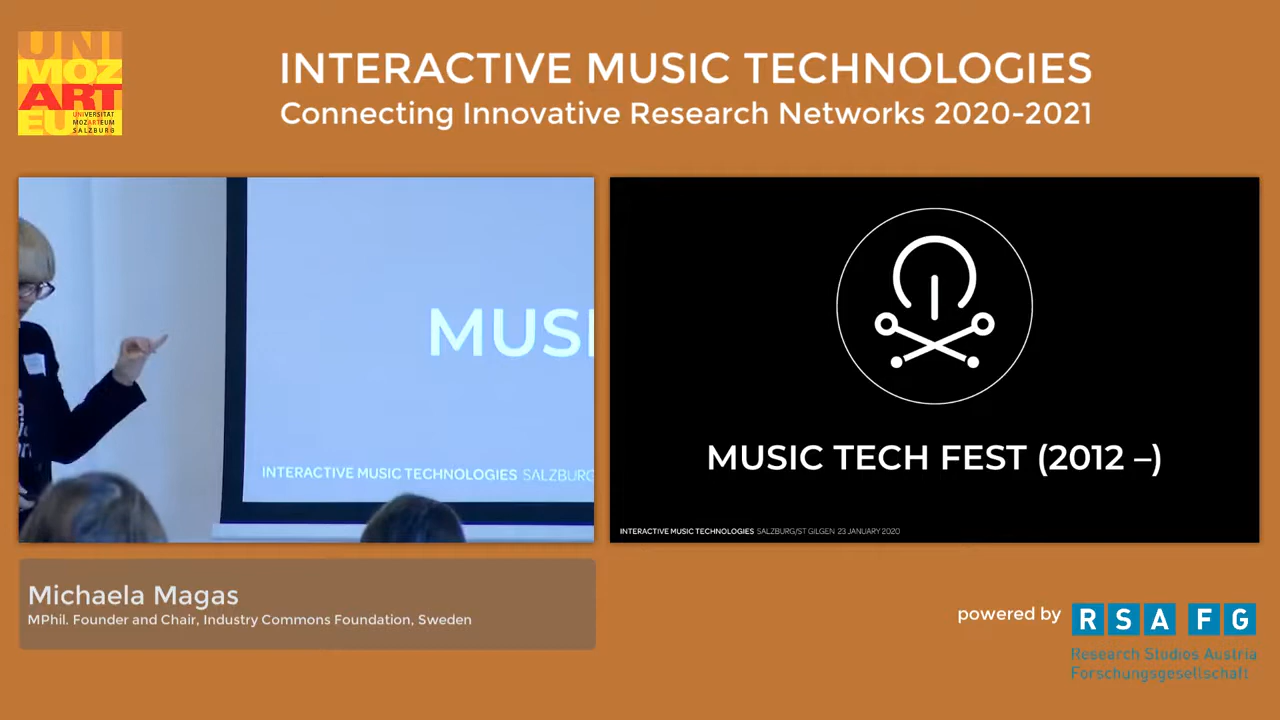 UNI
MOZ
ART
EU
UNIVERSITÄT
MOZARTEUM
SALZBURG
INTERACTIVE MUSIC TECHNOLOGIES
Connecting Innovative Research Networks 2020-2021
MUSI
INTERACTIVE MUSIC TECHNOLOGIES SALZBURG
MUSIC TECH FEST (2012 –)
INTERACTIVE MUSIC TECHNOLOGIES SALZBURG/ST GILGEN 23 JANUARY 2020
Michaela Magas
MPhil. Founder and Chair, Industry Commons Foundation, Sweden
powered by RSA FG
Research Studios Austria
Forschungsgesellschaft